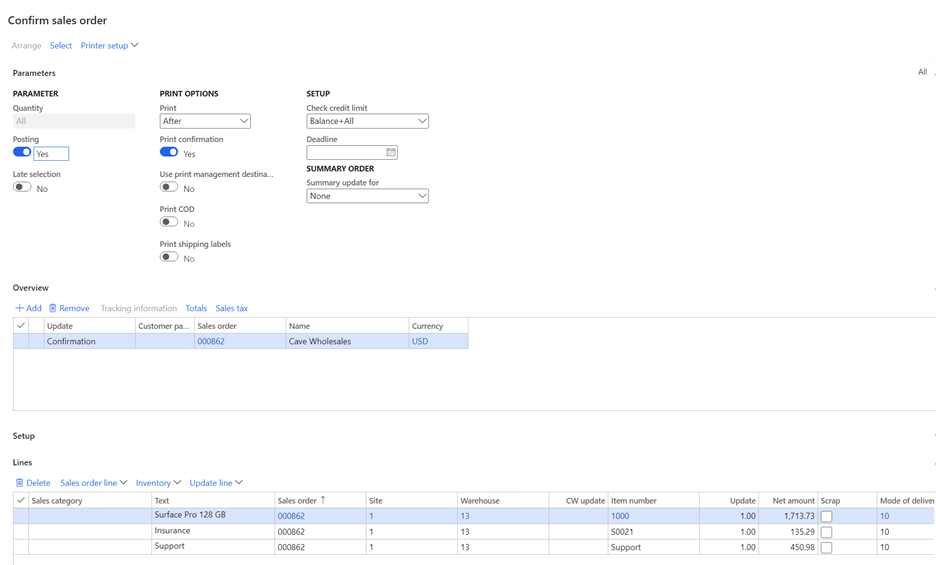 Confirm sales order
Arrange Select Printer setup
Parameters All
PARAMETER PRINT OPTIONS SETUP
Quantity Print Check credit limit
All After Balance+All
Posting Print confirmation Deadline
Yes Yes
SUMMARY ORDER
Late selection Use print management destina... Summary update for
No No None
Print COD
No
Print shipping labels
No
Overview
Add Remove Tracking information Totals Sales tax
Update Customer pa... Sales order Name Currency
Confirmation 000862 Cave Wholesales USD
Setup
Lines
Delete Sales order line Inventory Update line
Sales category Text Sales order Site Warehouse CW update Item number Update Net amount Scrap Mode of deliver
Surface Pro 128 GB 000862 1 13 1000 1.00 1,713.73 10
Insurance 000862 1 13 S0021 1.00 135.29 10
Support 000862 1 13 Support 1.00 450.98 10